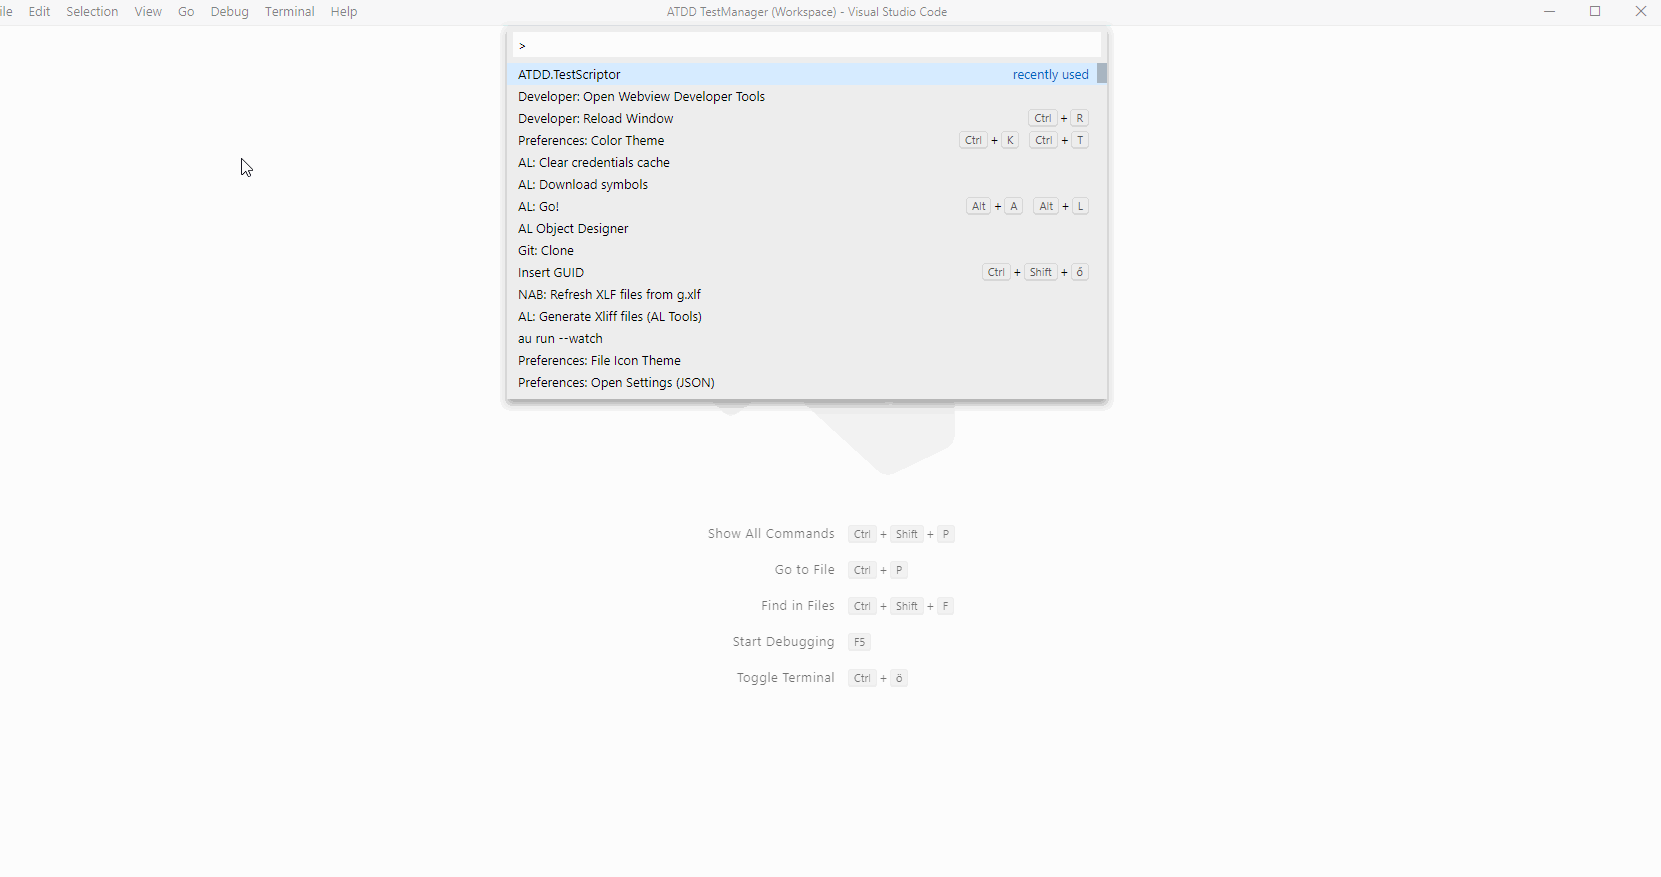 ile Edit Selection View Go Debug Terminal Help ATDD TestManager (Workspace) - Visual Studio Code
>
ATDD.TestScriptor recently used
Developer: Open Webview Developer Tools
Developer: Reload Window Ctrl + R
Preferences: Color Theme Ctrl + K Ctrl + T
AL: Clear credentials cache
AL: Download symbols
AL: Go! Alt + A Alt + L
AL Object Designer
Git: Clone
Insert GUID Ctrl + Shift + ő
NAB: Refresh XLF files from g.xlf
AL: Generate Xliff files (AL Tools)
au run --watch
Preferences: File Icon Theme
Preferences: Open Settings (JSON)
Show All Commands Ctrl + Shift + P
Go to File Ctrl + P
Find in Files Ctrl + Shift + F
Start Debugging F5
Toggle Terminal Ctrl + ö